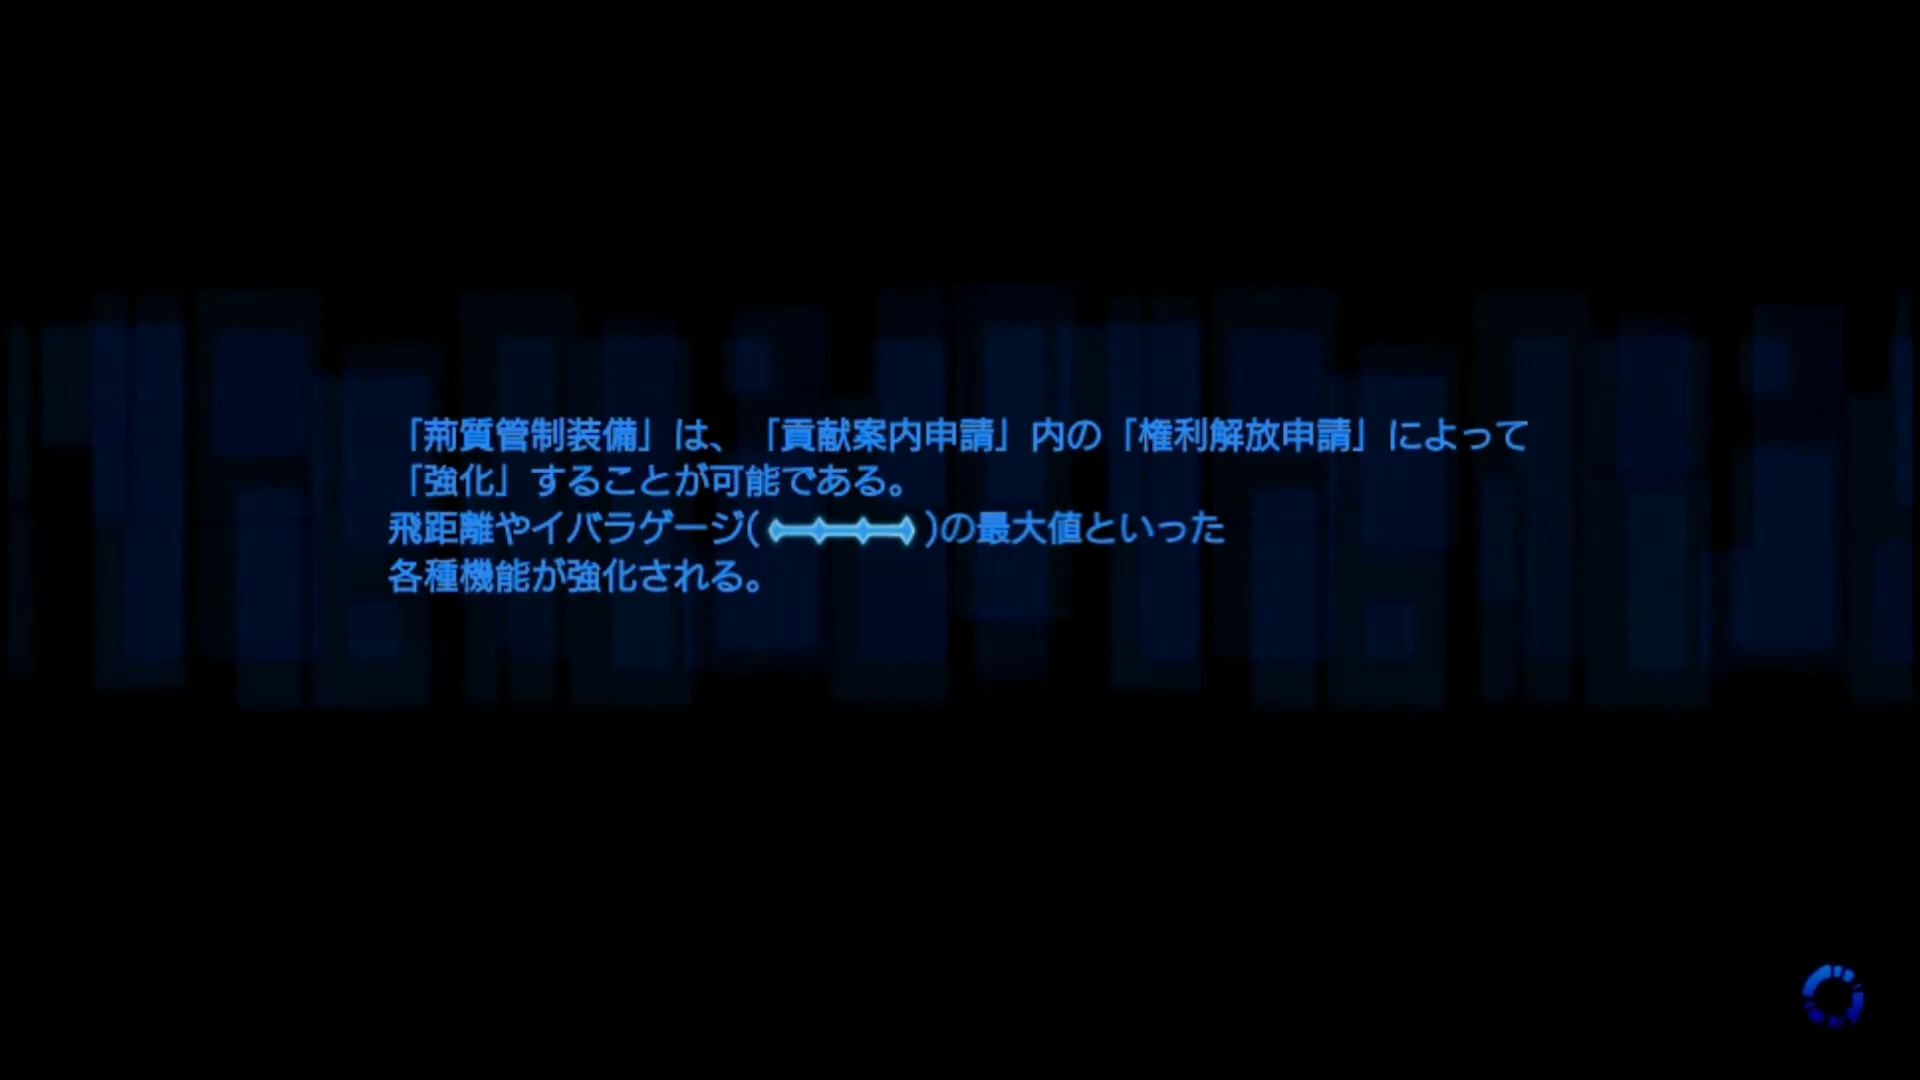 「荊質管制装備」は、「貢献案内申請」内の「権利解放申請」によって
「強化」することが可能である。
飛距離やイバラゲージ( )の最大値といった
各種機能が強化される。